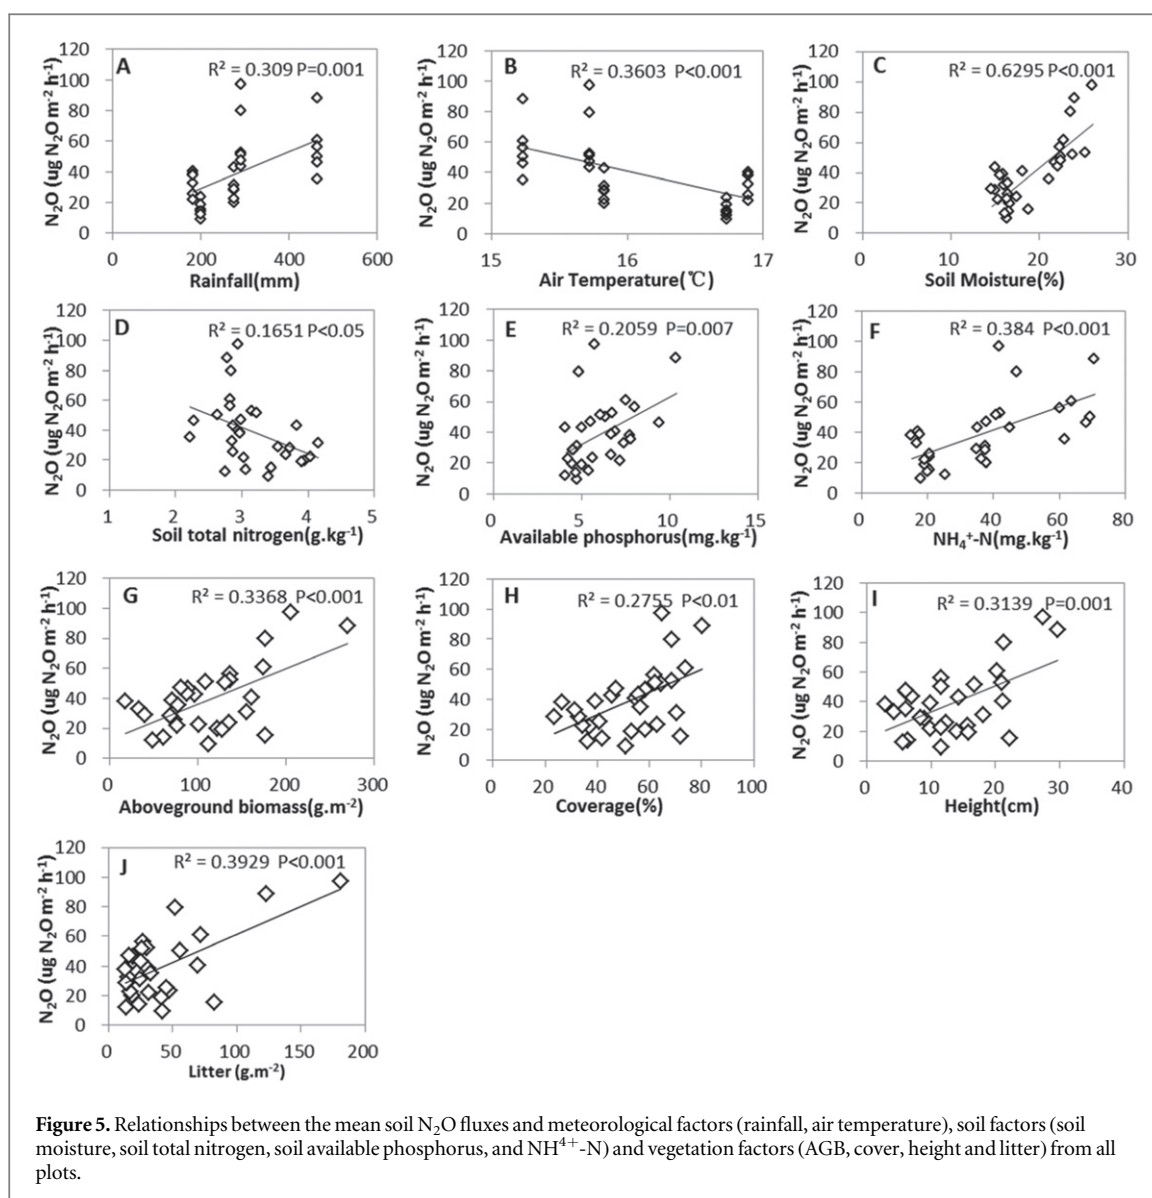 A
R² = 0.309 P=0.001
N₂O (ug N₂O m⁻² h⁻¹)
120
100
80
60
40
20
0
0 200 400 600
Rainfall(mm)
B
R² = 0.3603 P<0.001
N₂O (ug N₂O m⁻² h⁻¹)
120
100
80
60
40
20
0
15 16 17
Air Temperature(℃)
C
R² = 0.6295 P<0.001
N₂O (ug N₂O m⁻² h⁻¹)
120
100
80
60
40
20
0
0 10 20 30
Soil Moisture(%)
D
R² = 0.1651 P<0.05
N₂O (ug N₂O m⁻² h⁻¹)
120
100
80
60
40
20
0
1 2 3 4 5
Soil total nitrogen(g.kg⁻¹)
E
R² = 0.2059 P=0.007
N₂O (ug N₂O m⁻² h⁻¹)
120
100
80
60
40
20
0
0 5 10 15
Available phosphorus(mg.kg⁻¹)
F
R² = 0.384 P<0.001
N₂O (ug N₂O m⁻² h⁻¹)
120
100
80
60
40
20
0
0 20 40 60 80
NH₄⁺-N(mg.kg⁻¹)
G
R² = 0.3368 P<0.001
N₂O (ug N₂O m⁻² h⁻¹)
120
100
80
60
40
20
0
0 100 200 300
Aboveground biomass(g.m⁻²)
H
R² = 0.2755 P<0.01
N₂O (ug N₂O m⁻² h⁻¹)
120
100
80
60
40
20
0
0 20 40 60 80 100
Coverage(%)
I
R² = 0.3139 P=0.001
N₂O (ug N₂O m⁻² h⁻¹)
120
100
80
60
40
20
0
0 10 20 30 40
Height(cm)
J
R² = 0.3929 P<0.001
N₂O (ug N₂O m⁻² h⁻¹)
120
100
80
60
40
20
0
0 50 100 150 200
Litter (g.m⁻²)
Figure 5. Relationships between the mean soil N₂O fluxes and meteorological factors (rainfall, air temperature), soil factors (soil
moisture, soil total nitrogen, soil available phosphorus, and NH⁴⁺-N) and vegetation factors (AGB, cover, height and litter) from all
plots.